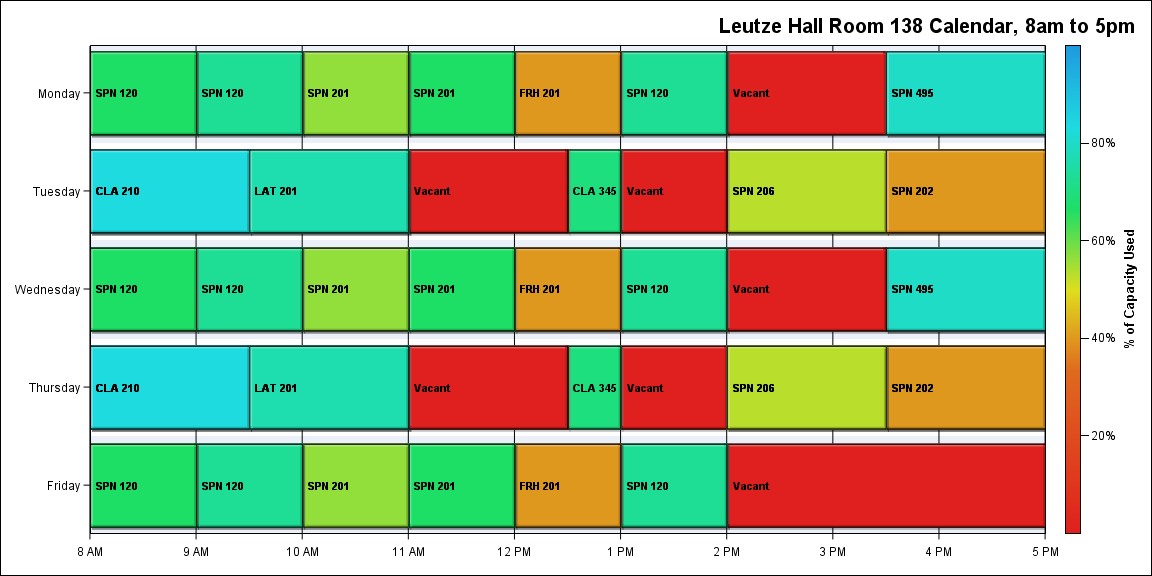 Leutze Hall Room 138 Calendar, 8am to 5pm
Monday
SPN 120
SPN 120
SPN 201
SPN 201
FRH 201
SPN 120
Vacant
SPN 495
Tuesday
CLA 210
LAT 201
Vacant
CLA 345
Vacant
SPN 206
SPN 202
Wednesday
SPN 120
SPN 120
SPN 201
SPN 201
FRH 201
SPN 120
Vacant
SPN 495
Thursday
CLA 210
LAT 201
Vacant
CLA 345
Vacant
SPN 206
SPN 202
Friday
SPN 120
SPN 120
SPN 201
SPN 201
FRH 201
SPN 120
Vacant
8 AM
9 AM
10 AM
11 AM
12 PM
1 PM
2 PM
3 PM
4 PM
5 PM
80%
60%
40%
20%
% of Capacity Used